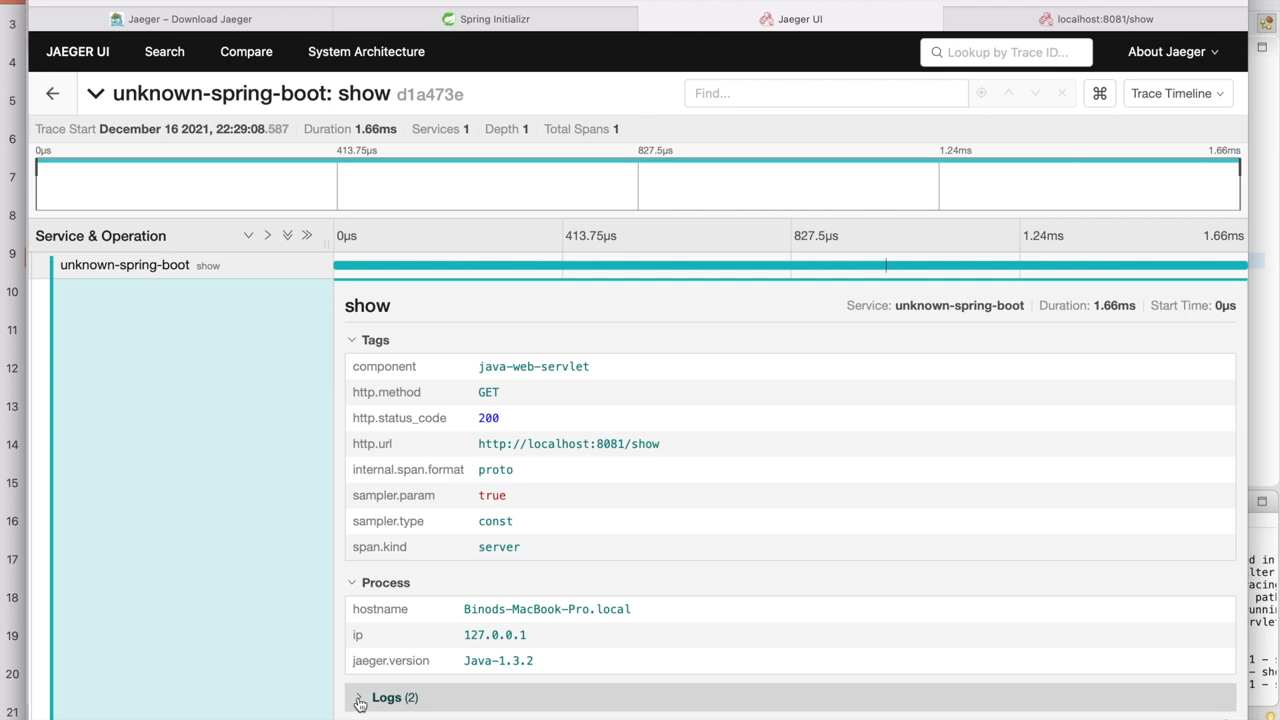 Jaeger – Download Jaeger
Spring Initializr
Jaeger UI
localhost:8081/show
JAEGER UI Search Compare System Architecture Lookup by Trace ID... About Jaeger
unknown-spring-boot: show d1a473e Find... ⌘ Trace Timeline
Trace Start December 16 2021, 22:29:08.587 Duration 1.66ms Services 1 Depth 1 Total Spans 1
0μs 413.75μs 827.5μs 1.24ms 1.66ms
Service & Operation 0μs 413.75μs 827.5μs 1.24ms 1.66ms
unknown-spring-boot show
show Service: unknown-spring-boot Duration: 1.66ms Start Time: 0μs
Tags
component java-web-servlet
http.method GET
http.status_code 200
http.url http://localhost:8081/show
internal.span.format proto
sampler.param true
sampler.type const
span.kind server
Process
hostname Binods-MacBook-Pro.local
ip 127.0.0.1
jaeger.version Java-1.3.2
Logs (2)
3
4
5
6
7
8
9
10
11
12
13
14
15
16
17
18
19
20
21